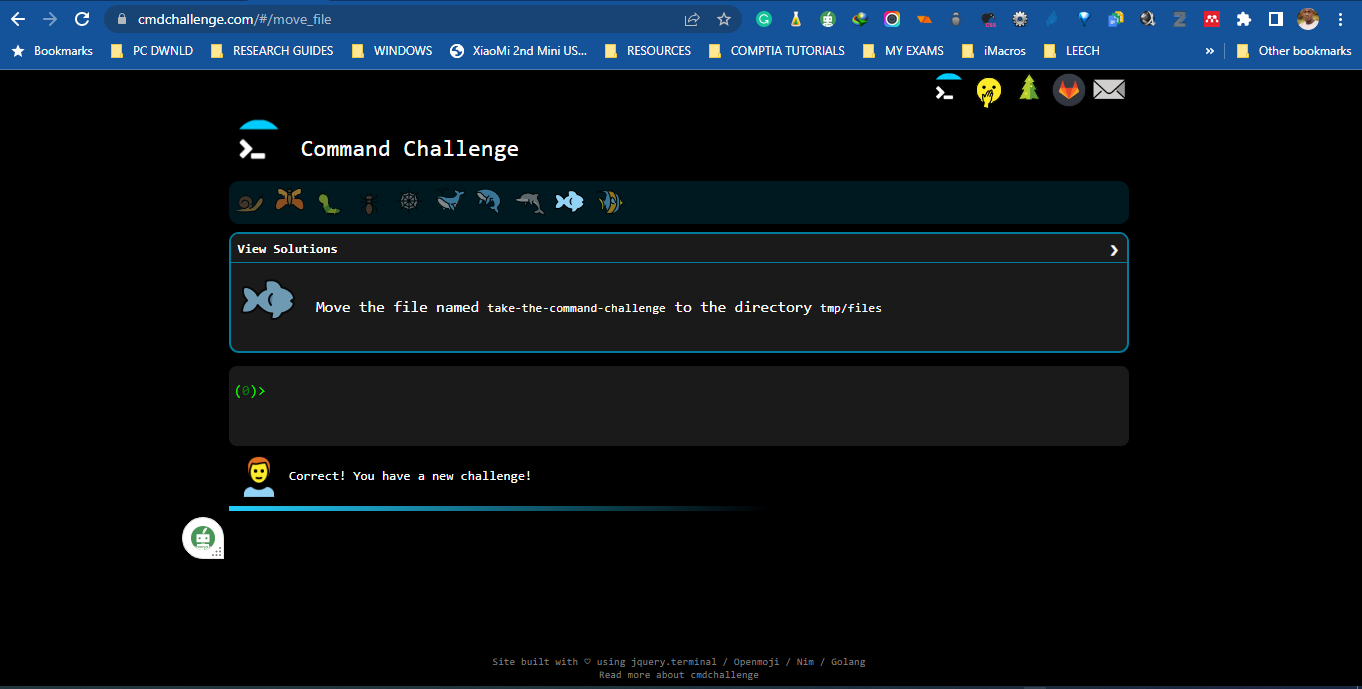 cmdchallenge.com/#/move_file
Bookmarks PC DWNLD RESEARCH GUIDES WINDOWS XiaoMi 2nd Mini US... RESOURCES COMPTIA TUTORIALS MY EXAMS iMacros LEECH » Other bookmarks
Command Challenge
View Solutions
Move the file named take-the-command-challenge to the directory tmp/files
(0)>
Correct! You have a new challenge!
Site built with ♡ using jquery.terminal / Openmoji / Nim / Golang
Read more about cmdchallenge